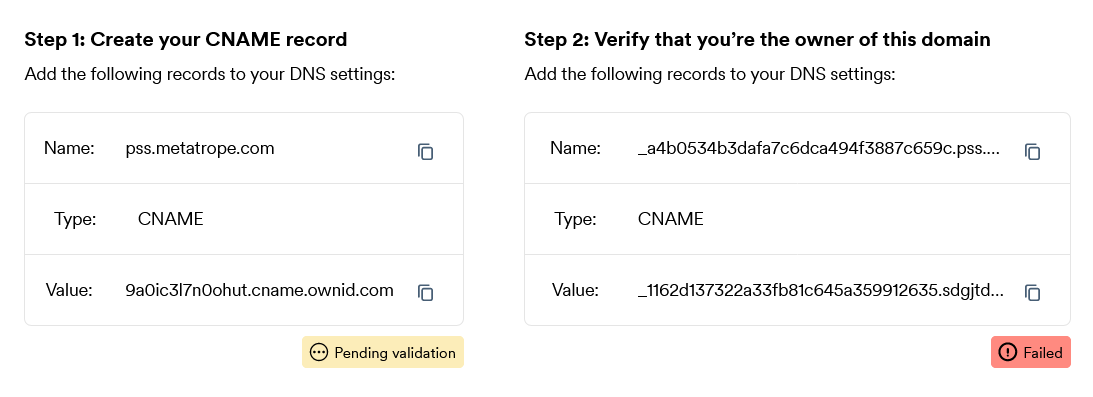 Step 1: Create your CNAME record
Add the following records to your DNS settings:
Name: pss.metatrope.com
Type: CNAME
Value: 9a0ic3l7n0ohut.cname.ownid.com
Pending validation
Step 2: Verify that you’re the owner of this domain
Add the following records to your DNS settings:
Name: _a4b0534b3dafa7c6dca494f3887c659c.pss....
Type: CNAME
Value: _1162d137322a33fb81c645a359912635.sdgjtd...
Failed